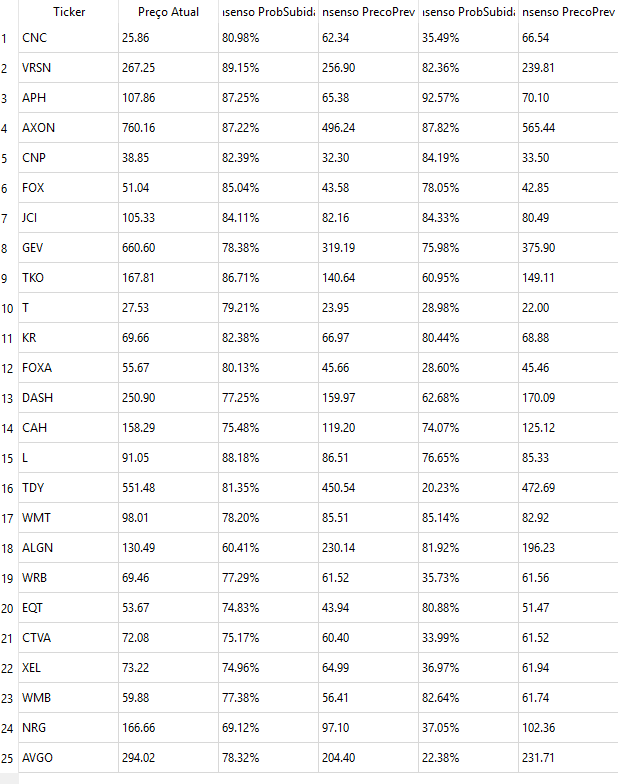 Ticker Preço Atual nsenso ProbSubida nsenso PrecoPrev nsenso ProbSubida nsenso PrecoPrev
1 CNC 25.86 80.98% 62.34 35.49% 66.54
2 VRSN 267.25 89.15% 256.90 82.36% 239.81
3 APH 107.86 87.25% 65.38 92.57% 70.10
4 AXON 760.16 87.22% 496.24 87.82% 565.44
5 CNP 38.85 82.39% 32.30 84.19% 33.50
6 FOX 51.04 85.04% 43.58 78.05% 42.85
7 JCI 105.33 84.11% 82.16 84.33% 80.49
8 GEV 660.60 78.38% 319.19 75.98% 375.90
9 TKO 167.81 86.71% 140.64 60.95% 149.11
10 T 27.53 79.21% 23.95 28.98% 22.00
11 KR 69.66 82.38% 66.97 80.44% 68.88
12 FOXA 55.67 80.13% 45.66 28.60% 45.46
13 DASH 250.90 77.25% 159.97 62.68% 170.09
14 CAH 158.29 75.48% 119.20 74.07% 125.12
15 L 91.05 88.18% 86.51 76.65% 85.33
16 TDY 551.48 81.35% 450.54 20.23% 472.69
17 WMT 98.01 78.20% 85.51 85.14% 82.92
18 ALGN 130.49 60.41% 230.14 81.92% 196.23
19 WRB 69.46 77.29% 61.52 35.73% 61.56
20 EQT 53.67 74.83% 43.94 80.88% 51.47
21 CTVA 72.08 75.17% 60.40 33.99% 61.52
22 XEL 73.22 74.96% 64.99 36.97% 61.94
23 WMB 59.88 77.38% 56.41 82.64% 61.74
24 NRG 166.66 69.12% 97.10 37.05% 102.36
25 AVGO 294.02 78.32% 204.40 22.38% 231.71